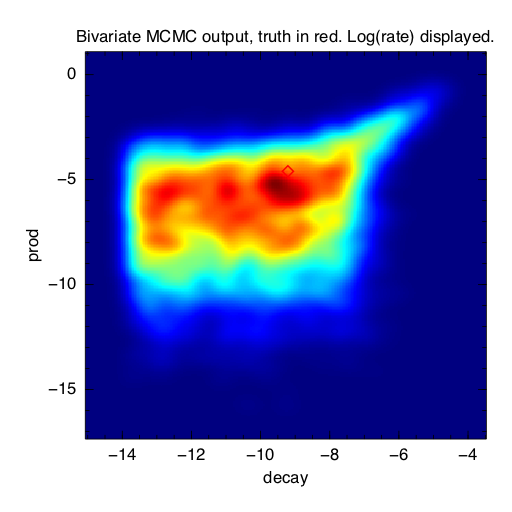 Bivariate MCMC output, truth in red. Log(rate) displayed.
0
−5
−10
−15
prod
−14 −12 −10 −8 −6 −4
decay